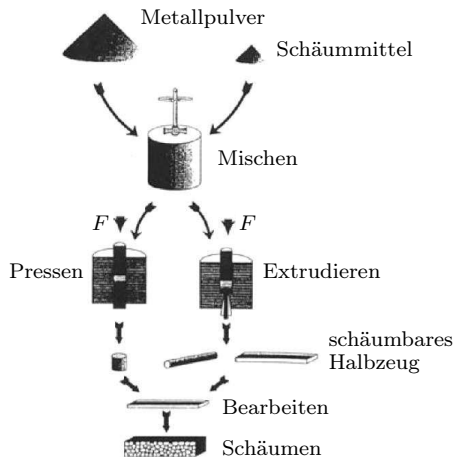 Metallpulver
Schäummittel
Mischen
F F
Pressen Extrudieren
schäumbares
Halbzeug
Bearbeiten
Schäumen